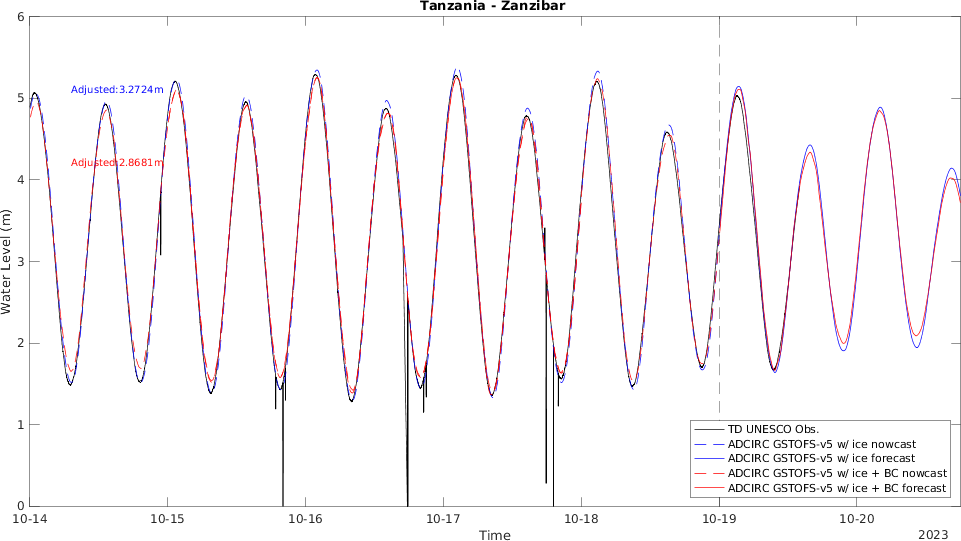 Tanzania - Zanzibar
6
Adjusted:3.2724m
5
Adjusted:2.8681m
4
3
2
1
0
Water Level (m)
TD UNESCO Obs.
ADCIRC GSTOFS-v5 w/ ice nowcast
ADCIRC GSTOFS-v5 w/ ice forecast
ADCIRC GSTOFS-v5 w/ ice + BC nowcast
ADCIRC GSTOFS-v5 w/ ice + BC forecast
10-14 10-15 10-16 10-17 10-18 10-19 10-20
Time
2023